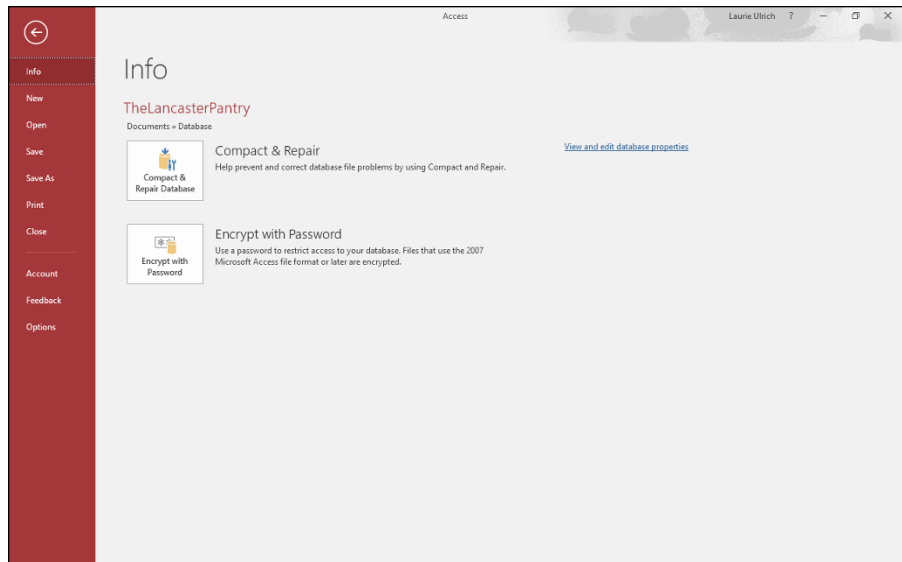 Access
Laurie Ulrich ?
Info
New
Open
Save
Save As
Print
Close
Account
Feedback
Options
Info
TheLancasterPantry
Documents » Database
Compact &
Repair Database
Compact & Repair
Help prevent and correct database file problems by using Compact and Repair.
View and edit database properties
Encrypt with
Password
Encrypt with Password
Use a password to restrict access to your database. Files that use the 2007
Microsoft Access file format or later are encrypted.